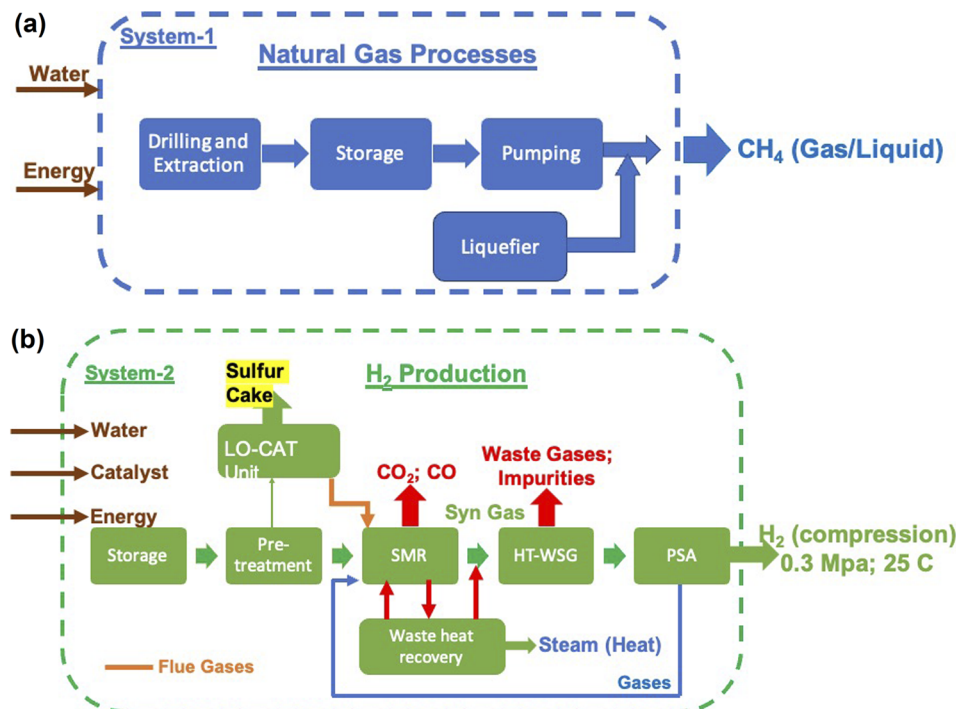 (a)
System-1
Natural Gas Processes
Water
Energy
Drilling and
Extraction
Storage
Pumping
Liquefier
CH₄ (Gas/Liquid)
(b)
System-2
H₂ Production
Sulfur
Cake
Water
Catalyst
Energy
LO-CAT
Unit
CO₂; CO
Waste Gases;
Impurities
Syn Gas
Storage
Pre-
treatment
SMR
HT-WSG
PSA
H₂ (compression)
0.3 Mpa; 25 C
Waste heat
recovery
Steam (Heat)
Flue Gases
Gases